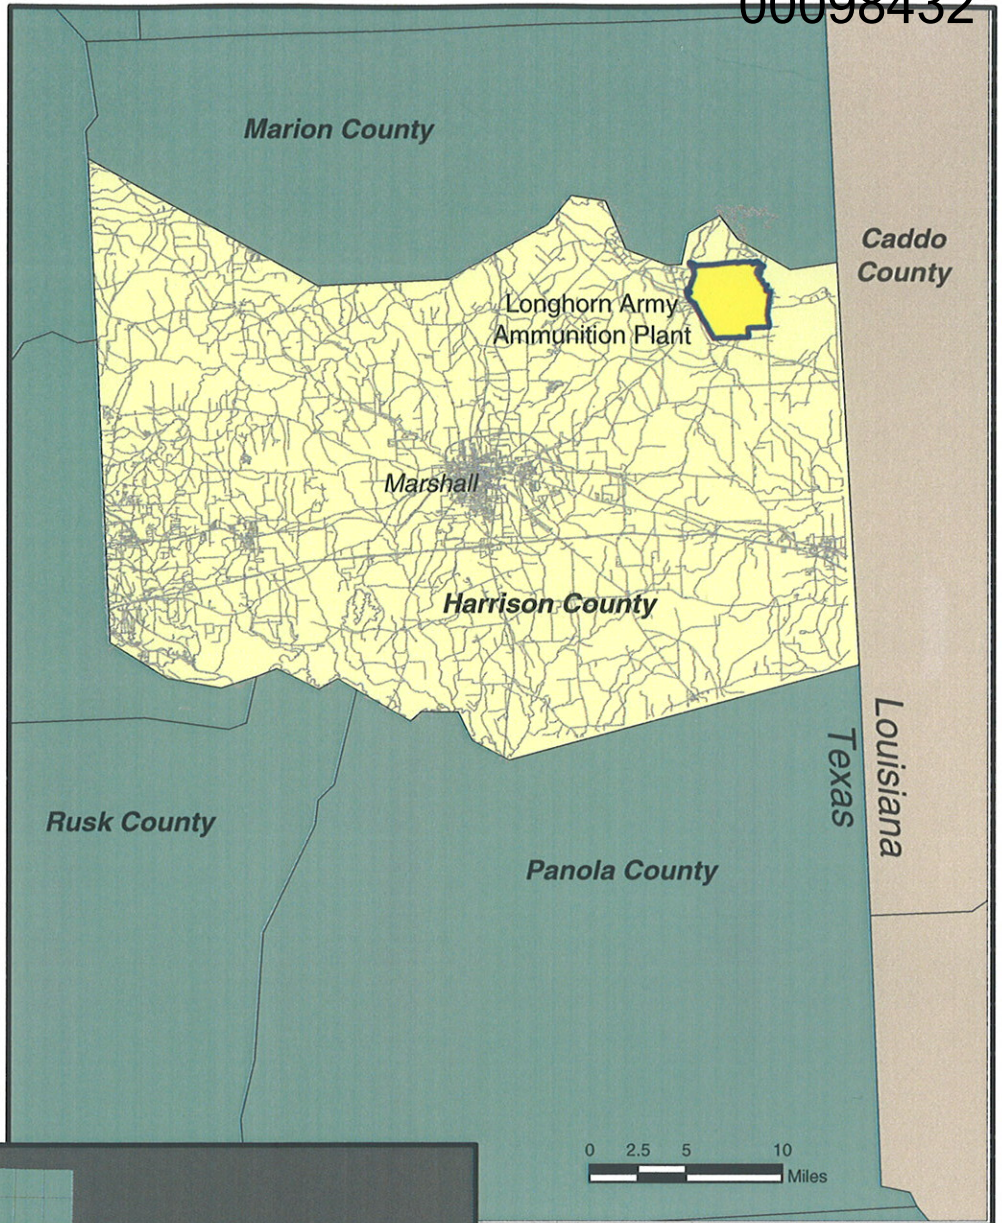 00098432
Marion County
Caddo
County
Longhorn Army
Ammunition Plant
Marshall
Harrison County
Louisiana
Texas
Rusk County
Panola County
0 2.5 5 10
Miles